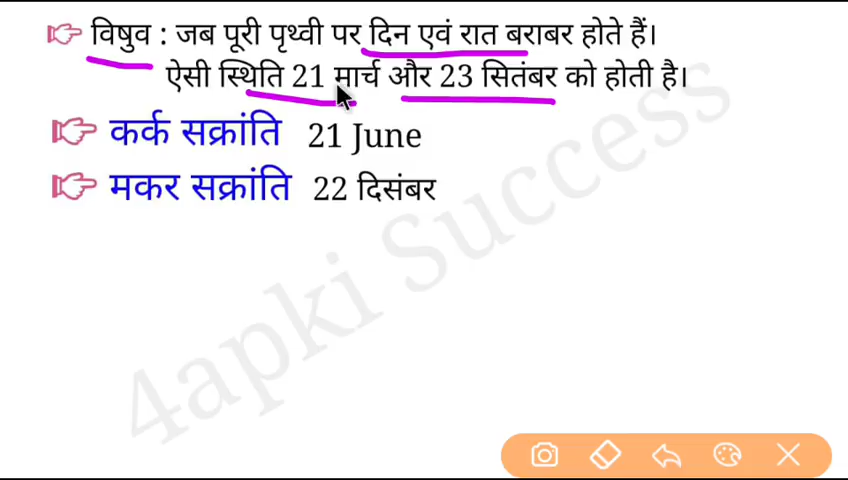 विषुव : जब पूरी पृथ्वी पर दिन एवं रात बराबर होते हैं।
ऐसी स्थिति 21 मार्च और 23 सितंबर को होती है।
कर्क सक्रांति 21 June
मकर सक्रांति 22 दिसंबर
4apki Success